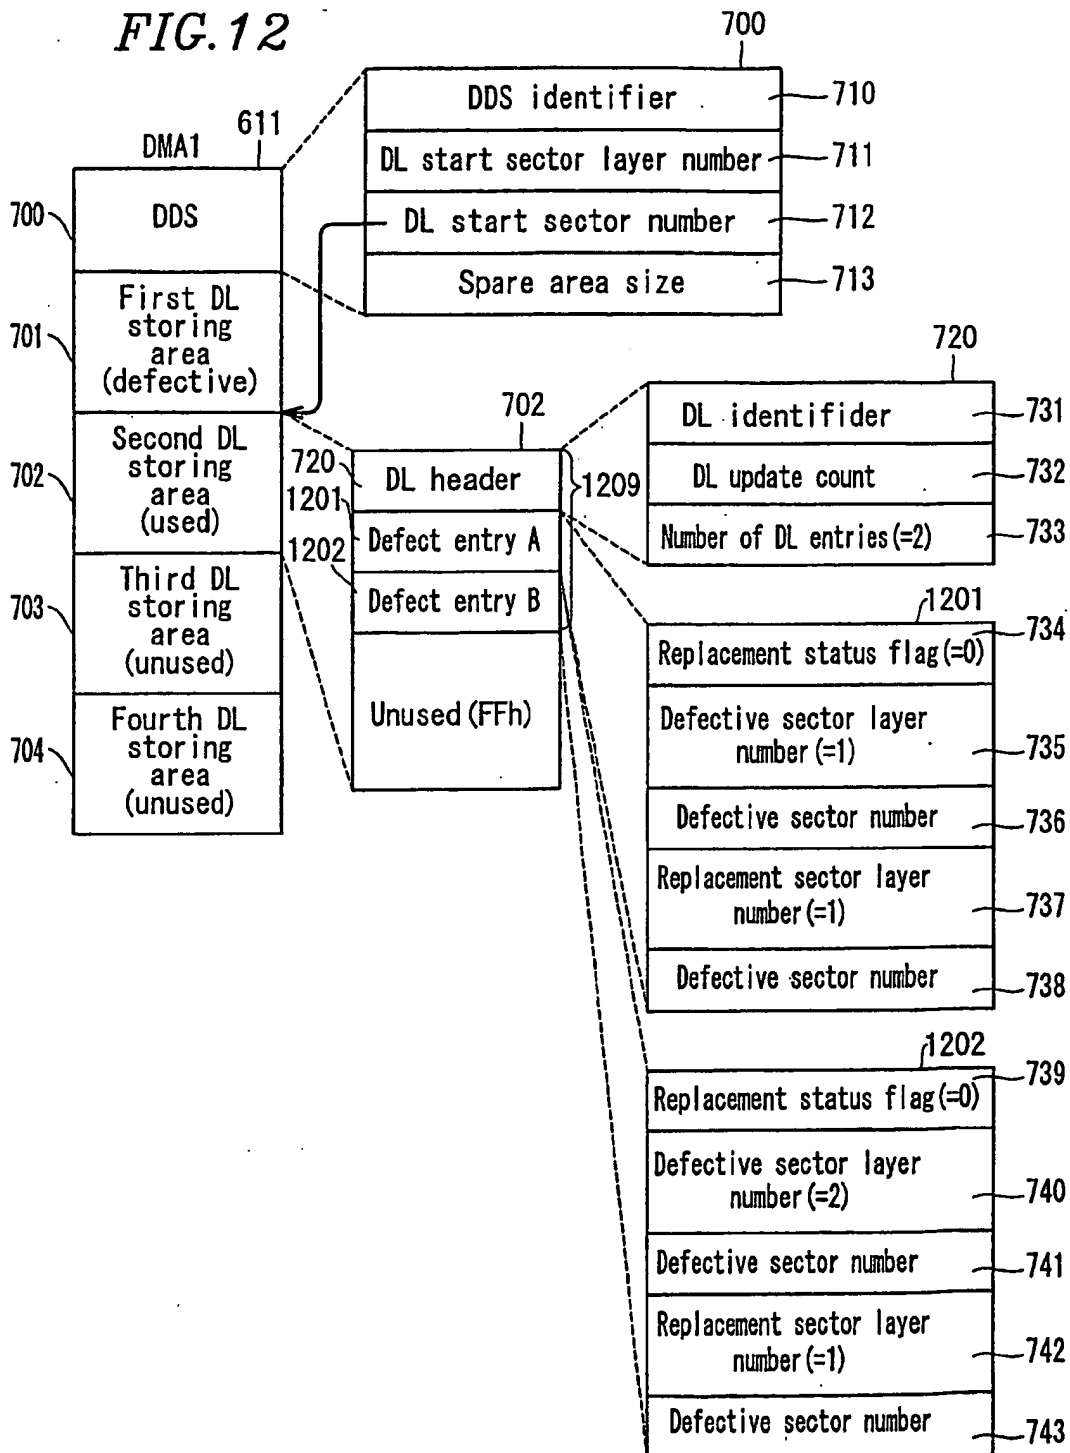 FIG.12
700
DDS identifier
710
DL start sector layer number
711
DL start sector number
712
Spare area size
713
611
DMA1
700
DDS
701
First DL
storing
area
(defective)
702
Second DL
storing
area
(used)
703
Third DL
storing
area
(unused)
704
Fourth DL
storing
area
(unused)
702
720
DL header
1209
1201
Defect entry A
1202
Defect entry B
Unused(FFh)
720
DL identifider
731
DL update count
732
Number of DL entries(=2)
733
1201
Replacement status flag(=0)
734
Defective sector layer
number(=1)
735
Defective sector number
736
Replacement sector layer
number(=1)
737
Defective sector number
738
1202
Replacement status flag(=0)
739
Defective sector layer
number(=2)
740
Defective sector number
741
Replacement sector layer
number(=1)
742
Defective sector number
743